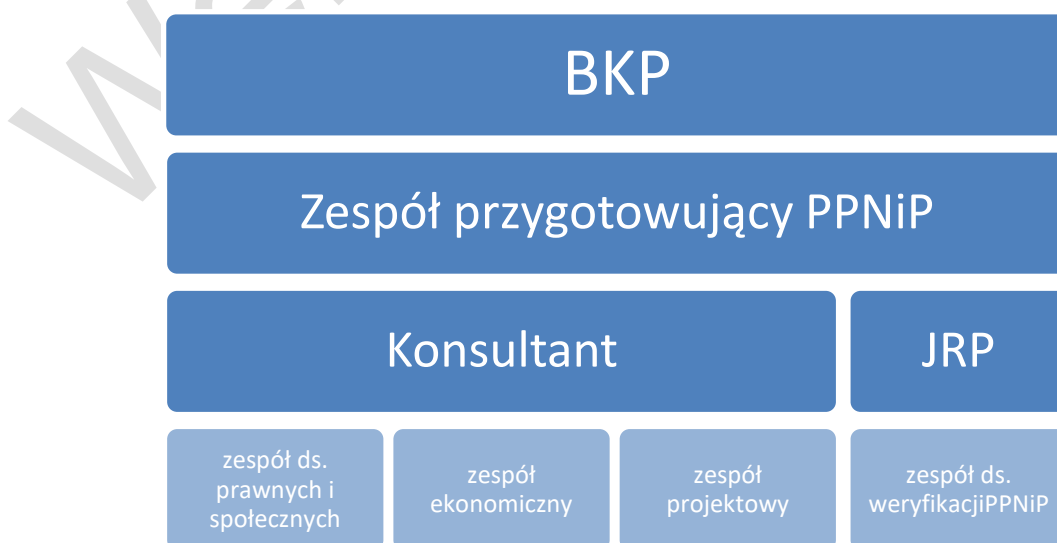 BKP
Zespół przygotowujący PPNiP
Konsultant
JRP
zespół ds.
prawnych i
społecznych
zespół
ekonomiczny
zespół
projektowy
zespół ds.
weryfikacjiPPNiP